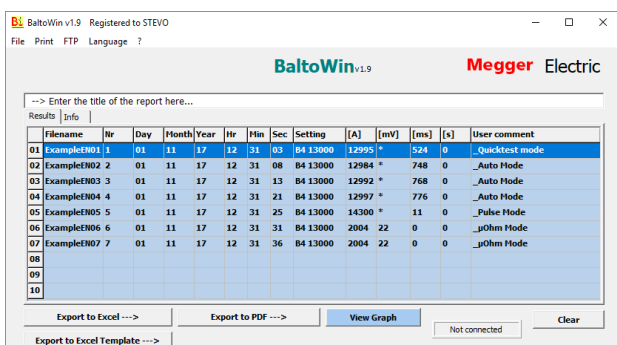 BaltoWin v1.9 Registered to STEVO
File Print FTP Language ?
BaltoWin v1.9 Megger Electric
--> Enter the title of the report here...
Results Info
Filename Nr Day Month Year Hr Min Sec Setting [A] [mV] [ms] [s] User comment
01 ExampleEN01 1 01 11 17 12 31 03 B4 13000 12995 * 524 0 _Quicktest mode
02 ExampleEN02 2 01 11 17 12 31 08 B4 13000 12984 * 748 0 _Auto Mode
03 ExampleEN03 3 01 11 17 12 31 13 B4 13000 12992 * 768 0 _Auto Mode
04 ExampleEN04 4 01 11 17 12 31 21 B4 13000 12997 * 776 0 _Auto Mode
05 ExampleEN05 5 01 11 17 12 31 25 B4 13000 14300 * 11 0 _Pulse Mode
06 ExampleEN06 6 01 11 17 12 31 31 B4 13000 2004 22 0 0 _µOhm Mode
07 ExampleEN07 7 01 11 17 12 31 36 B4 13000 2004 22 0 0 _µOhm Mode
08
09
10
Export to Excel ---> Export to PDF ---> View Graph Clear
Not connected
Export to Excel Template --->